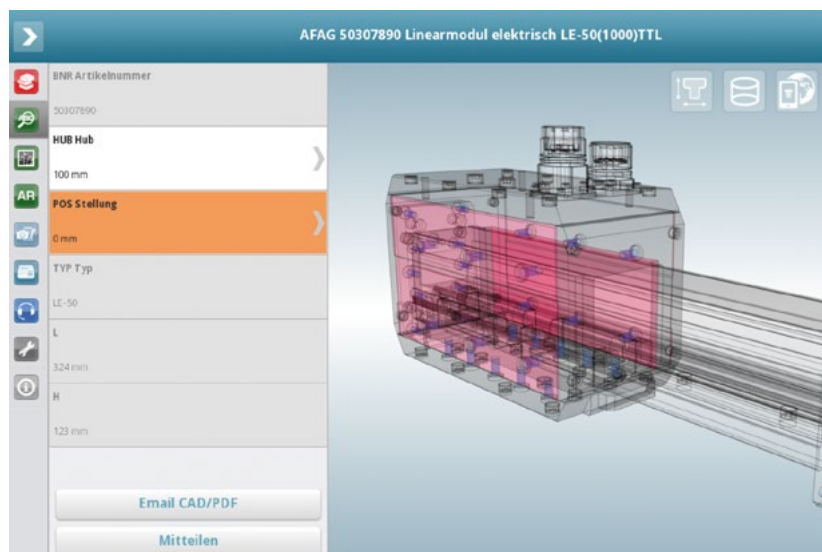 AFAG 50307890 Linearmodul elektrisch LE-50(1000)TTL
BNR Artikelnummer
50307890
HUB Hub
100 mm
POS Stellung
0 mm
TYP Typ
LE-50
L
324 mm
H
123 mm
Email CAD/PDF
Mitteilen
AR